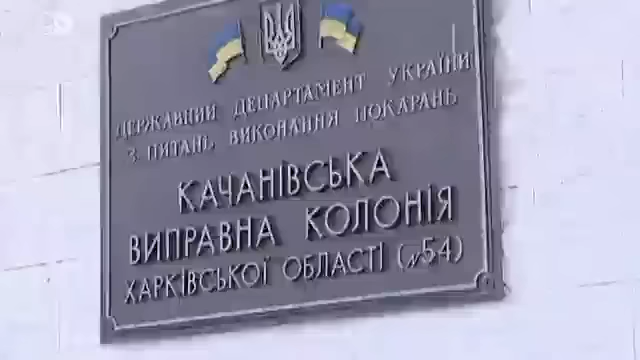 ДЕРЖАВНИЙ ДЕПАРТАМЕНТ УКРАЇНИ
З ПИТАНЬ ВИКОНАННЯ ПОКАРАНЬ
КАЧАНІВСЬКА
ВИПРАВНА КОЛОНІЯ
ХАРКІВСЬКОЇ ОБЛАСТІ (№54)